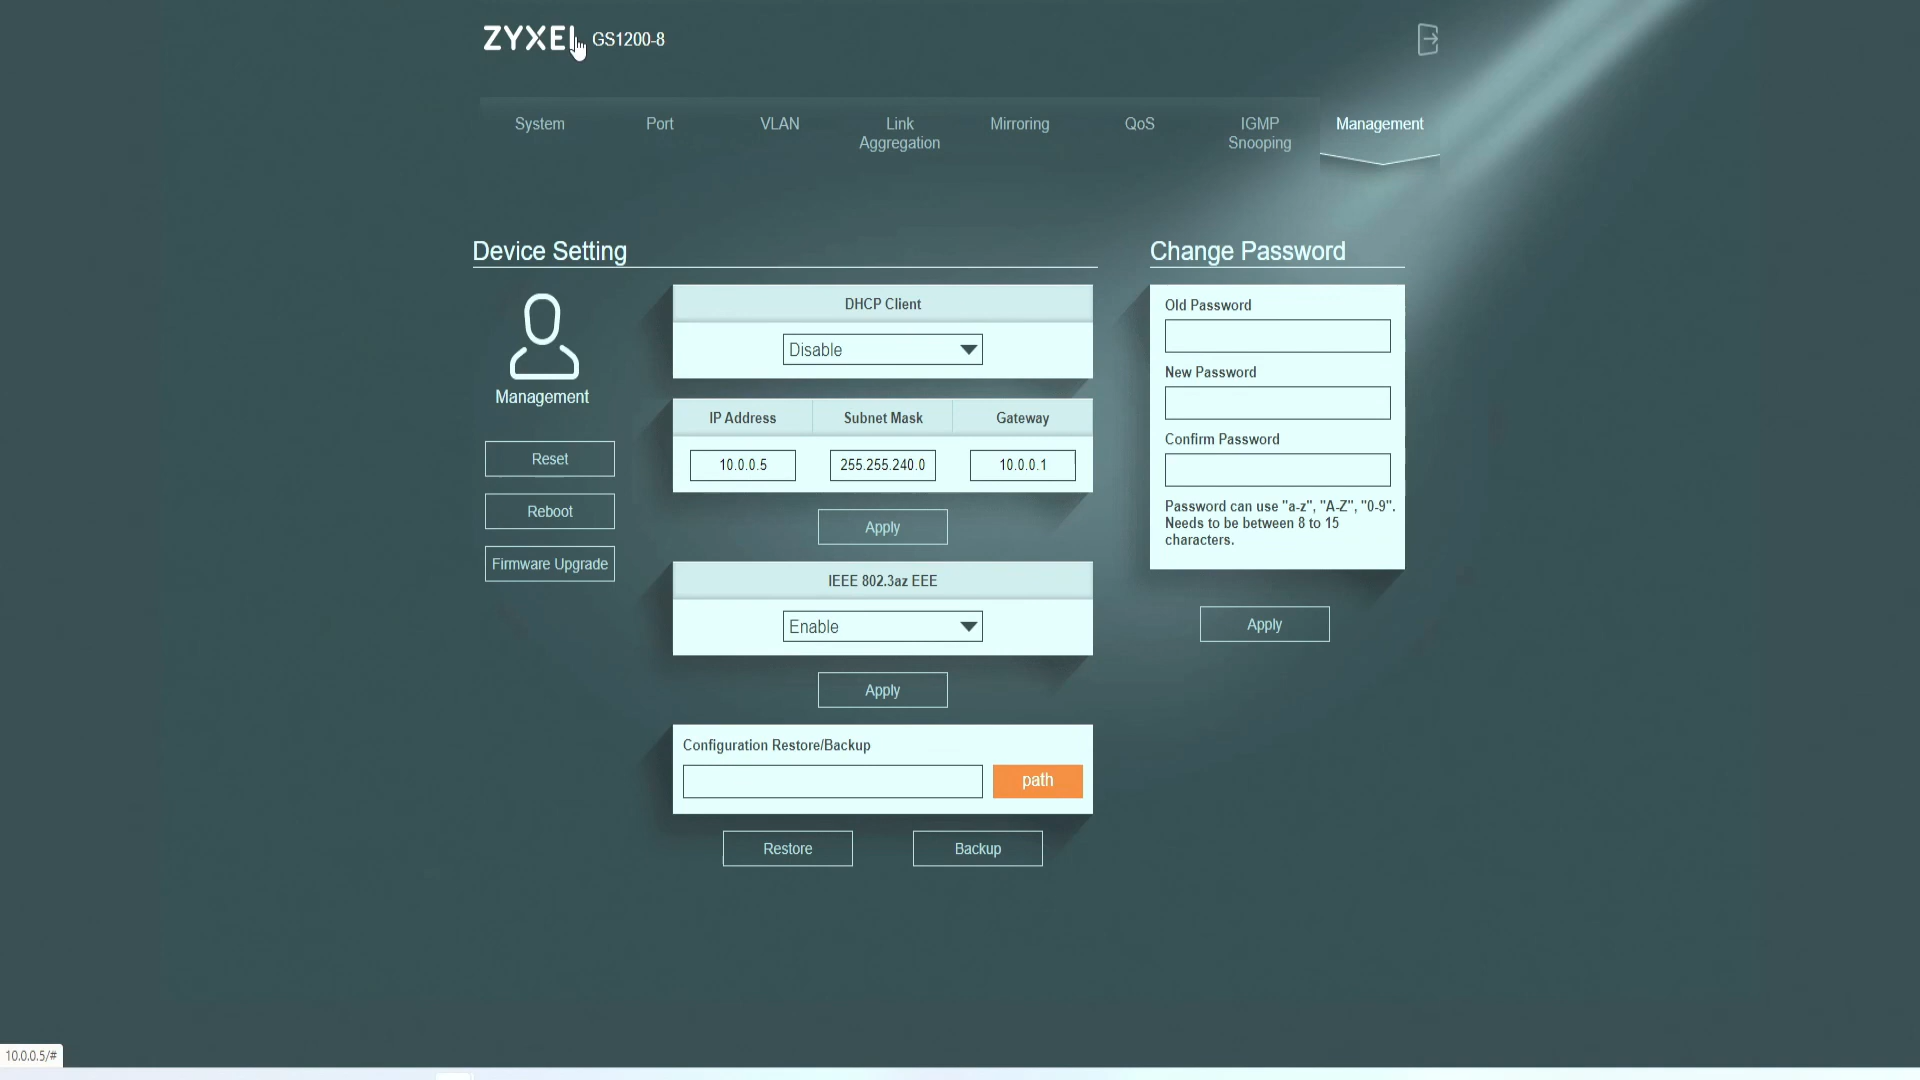 ZYXEL GS1200-8
System
Port
VLAN
Link
Aggregation
Mirroring
QoS
IGMP
Snooping
Management
Device Setting
Management
Reset
Reboot
Firmware Upgrade
DHCP Client
Disable
IP Address Subnet Mask Gateway
10.0.0.5 255.255.240.0 10.0.0.1
Apply
IEEE 802.3az EEE
Enable
Apply
Configuration Restore/Backup
path
Restore Backup
Change Password
Old Password
New Password
Confirm Password
Password can use "a-z", "A-Z", "0-9".
Needs to be between 8 to 15
characters.
Apply
10.0.0.5/#